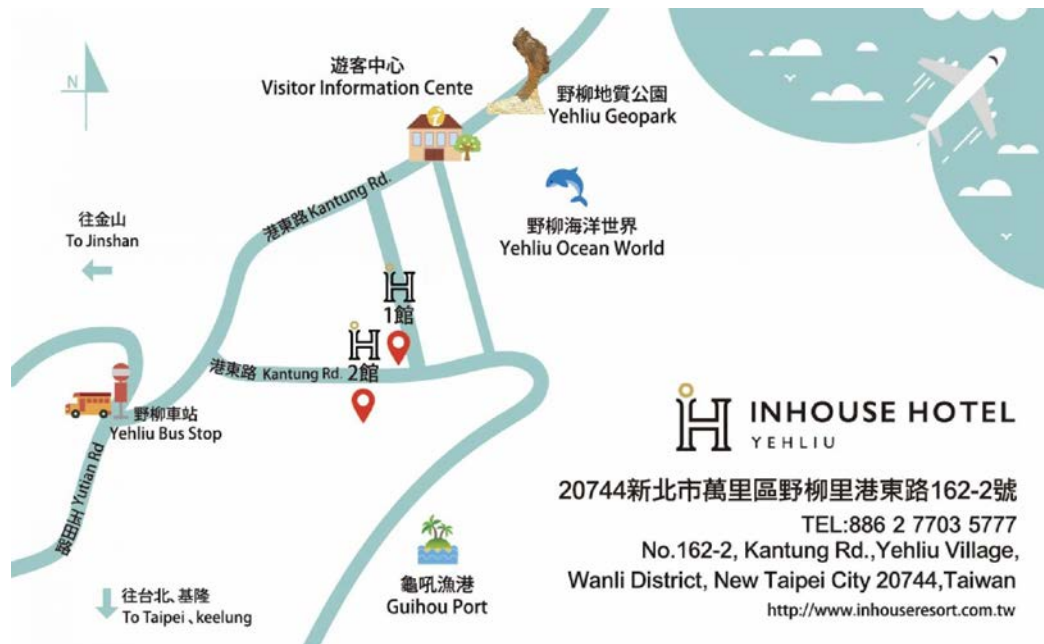 N
遊客中心
Visitor Information Cente
野柳地質公園
Yehliu Geopark
港東路 Kantung Rd.
野柳海洋世界
Yehliu Ocean World
往金山
To Jinshan
iH
1館
iH
2館
港東路 Kantung Rd.
野柳車站
Yehliu Bus Stop
玉田路 Yutian Rd
iH INHOUSE HOTEL
YEHLIU
20744新北市萬里區野柳里港東路162-2號
TEL:886 2 7703 5777
No.162-2, Kantung Rd.,Yehliu Village,
Wanli District, New Taipei City 20744,Taiwan
http://www.inhouseresort.com.tw
龜吼漁港
Guihou Port
往台北、基隆
To Taipei、keelung